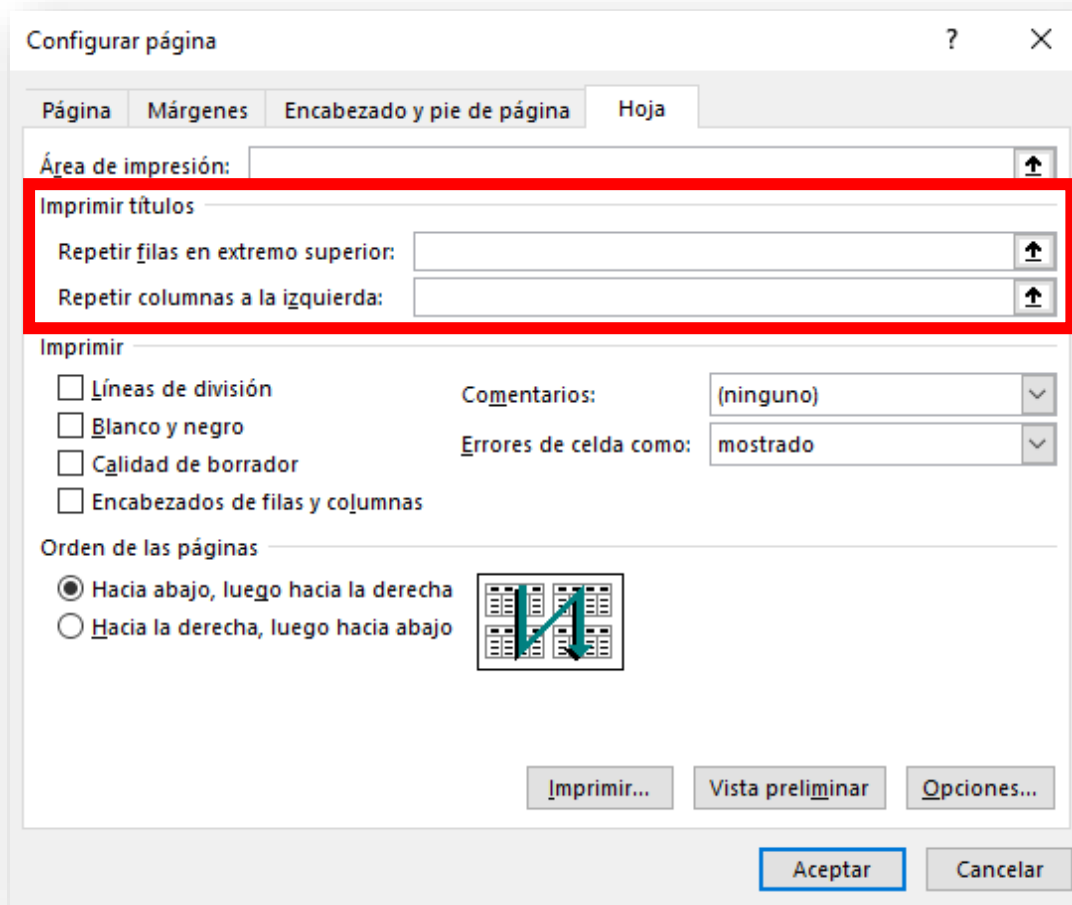 Configurar página
Página Márgenes Encabezado y pie de página Hoja
Área de impresión:
Imprimir títulos
Repetir filas en extremo superior:
Repetir columnas a la izquierda:
Imprimir
Líneas de división
Comentarios: (ninguno)
Blanco y negro
Errores de celda como: mostrado
Calidad de borrador
Encabezados de filas y columnas
Orden de las páginas
Hacia abajo, luego hacia la derecha
Hacia la derecha, luego hacia abajo
Imprimir... Vista preliminar Opciones...
Aceptar Cancelar